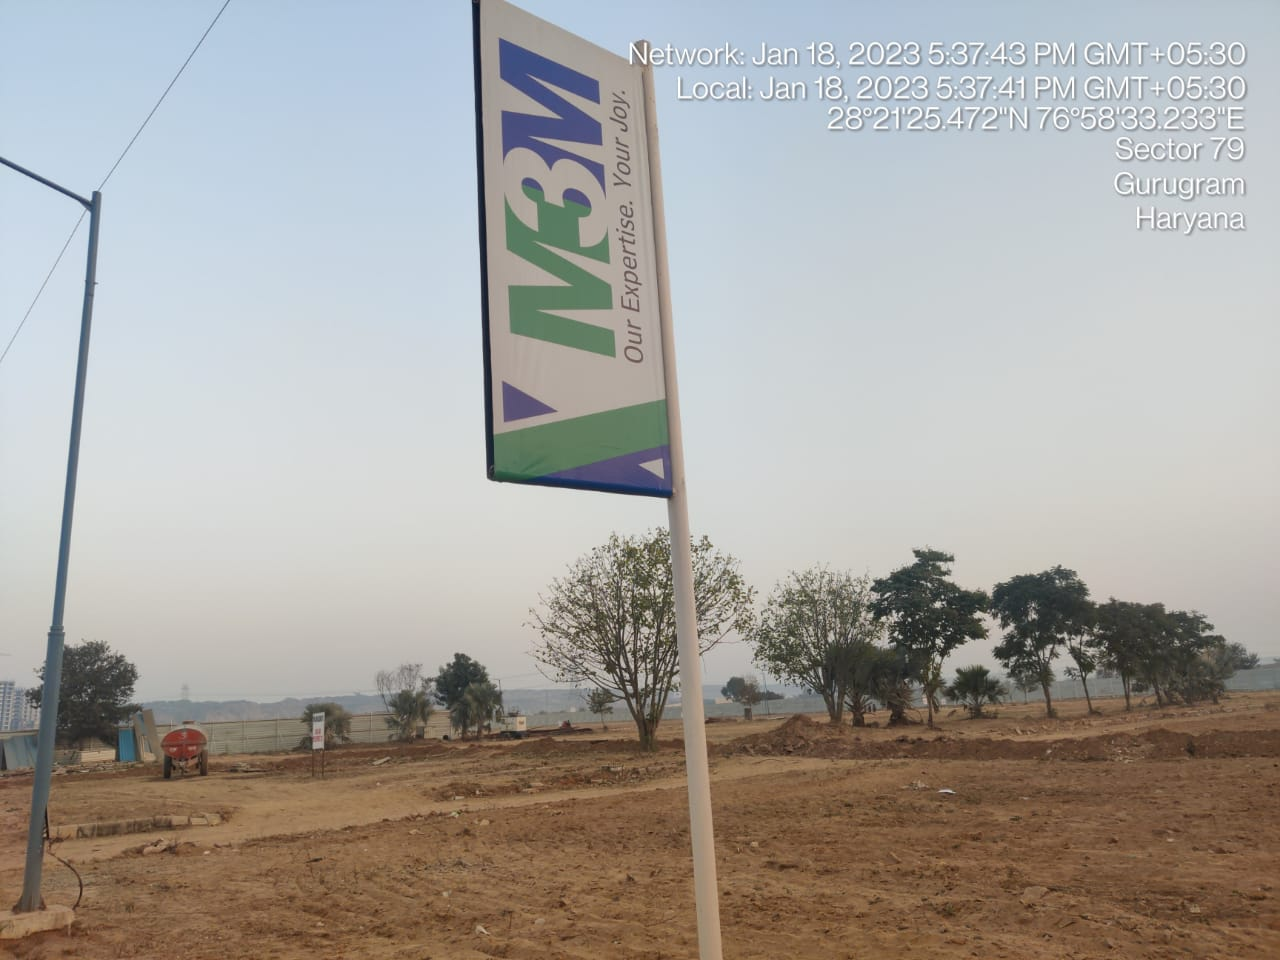 Network: Jan 18, 2023 5:37:43 PM GMT+05:30
Local: Jan 18, 2023 5:37:41 PM GMT+05:30
28°21'25.472"N 76°58'33.233"E
Sector 79
Gurugram
Haryana
M3M
Our Expertise. Your Joy.